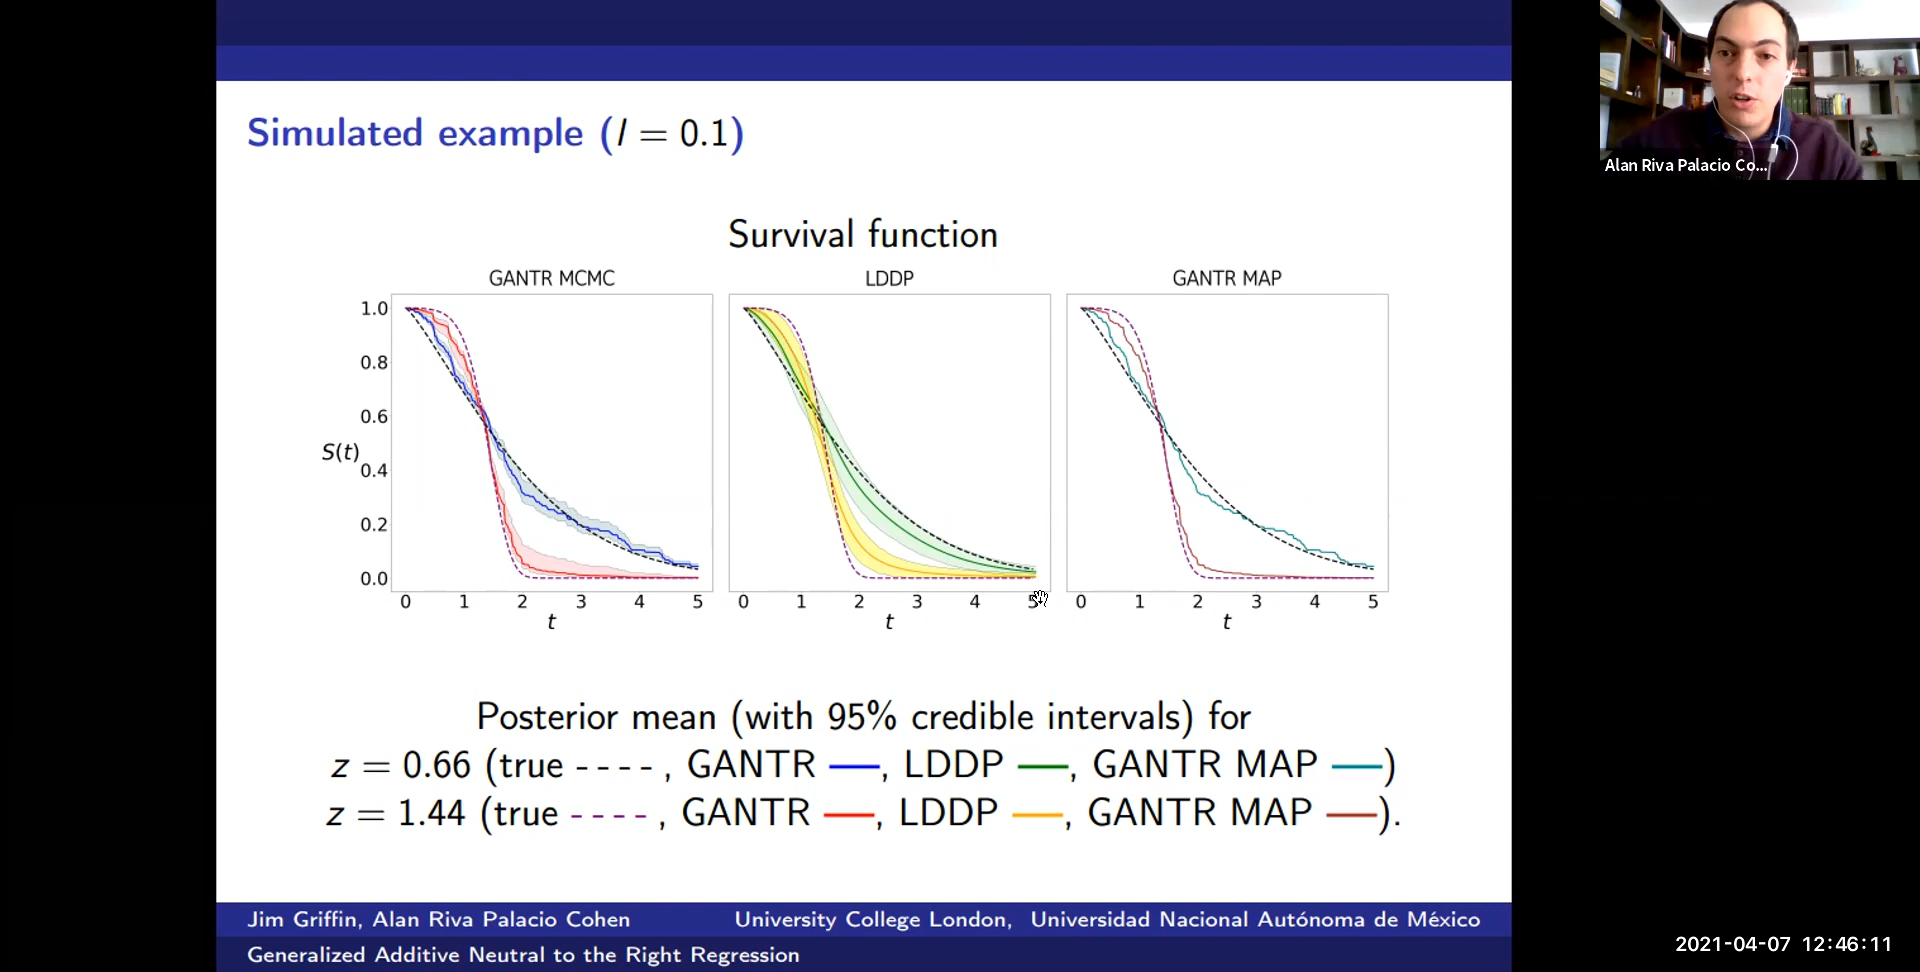 Simulated example (l = 0.1)
Survival function
GANTR MCMC
LDDP
GANTR MAP
S(t)
1.0
0.8
0.6
0.4
0.2
0.0
0 1 2 3 4 5
t
0 1 2 3 4 5
t
0 1 2 3 4 5
t
Posterior mean (with 95% credible intervals) for
z = 0.66 (true - - - - , GANTR —, LDDP —, GANTR MAP —)
z = 1.44 (true - - - - , GANTR —, LDDP —, GANTR MAP —).
Jim Griffin, Alan Riva Palacio Cohen
University College London, Universidad Nacional Autónoma de México
Generalized Additive Neutral to the Right Regression
Alan Riva Palacio Co...
2021-04-07 12:46:11